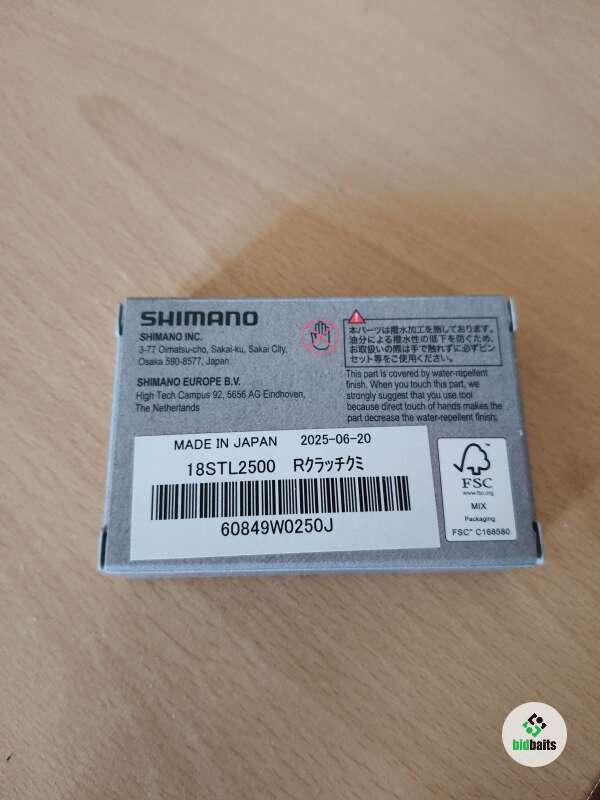 SHIMANO
SHIMANO INC.
3-77 Oimatsu-cho, Sakai-ku, Sakai City,
Osaka 590-8577, Japan
SHIMANO EUROPE B.V.
High Tech Campus 92, 5656 AG Eindhoven,
The Netherlands
本パーツは撥水加工を施しております。
油分による撥水性の低下を防ぐため、
お取扱いの際は手で触れずに必ずピン
セット等をご使用ください。
This part is covered by water-repellent
finish. When you touch this part, we
strongly suggest that you use tool
because direct touch of hands makes the
part decrease the water-repellent finish.
MADE IN JAPAN 2025-06-20
18STL2500 Rクラッチクミ
60849W0250J
FSC
www.fsc.org
MIX
Packaging
FSC™ C168580
bidbaits